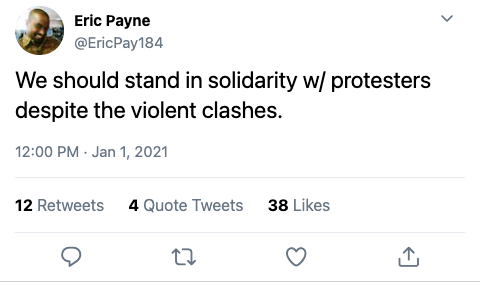 Eric Payne
@EricPay184
We should stand in solidarity w/ protesters
despite the violent clashes.
12:00 PM · Jan 1, 2021
12 Retweets 4 Quote Tweets 38 Likes